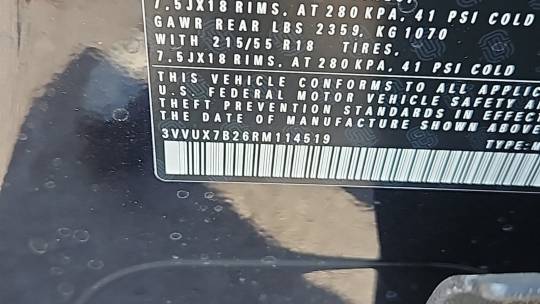 7.5JX18 RIMS, AT 280 KPA, 41 PSI COLD
GAWR REAR LBS 2359, KG 1070
WITH 215/55 R18 TIRES,
7.5JX18 RIMS, AT 280 KPA, 41 PSI COLD
THIS VEHICLE CONFORMS TO ALL APPLIC
U.S. FEDERAL MOTOR VEHICLE SAFETY A
THEFT PREVENTION STANDARDS IN EFFECT
THE DATE OF MANUFACTURE SHOWN ABOVE
3VVUX7B26RM114519 TYPE:M